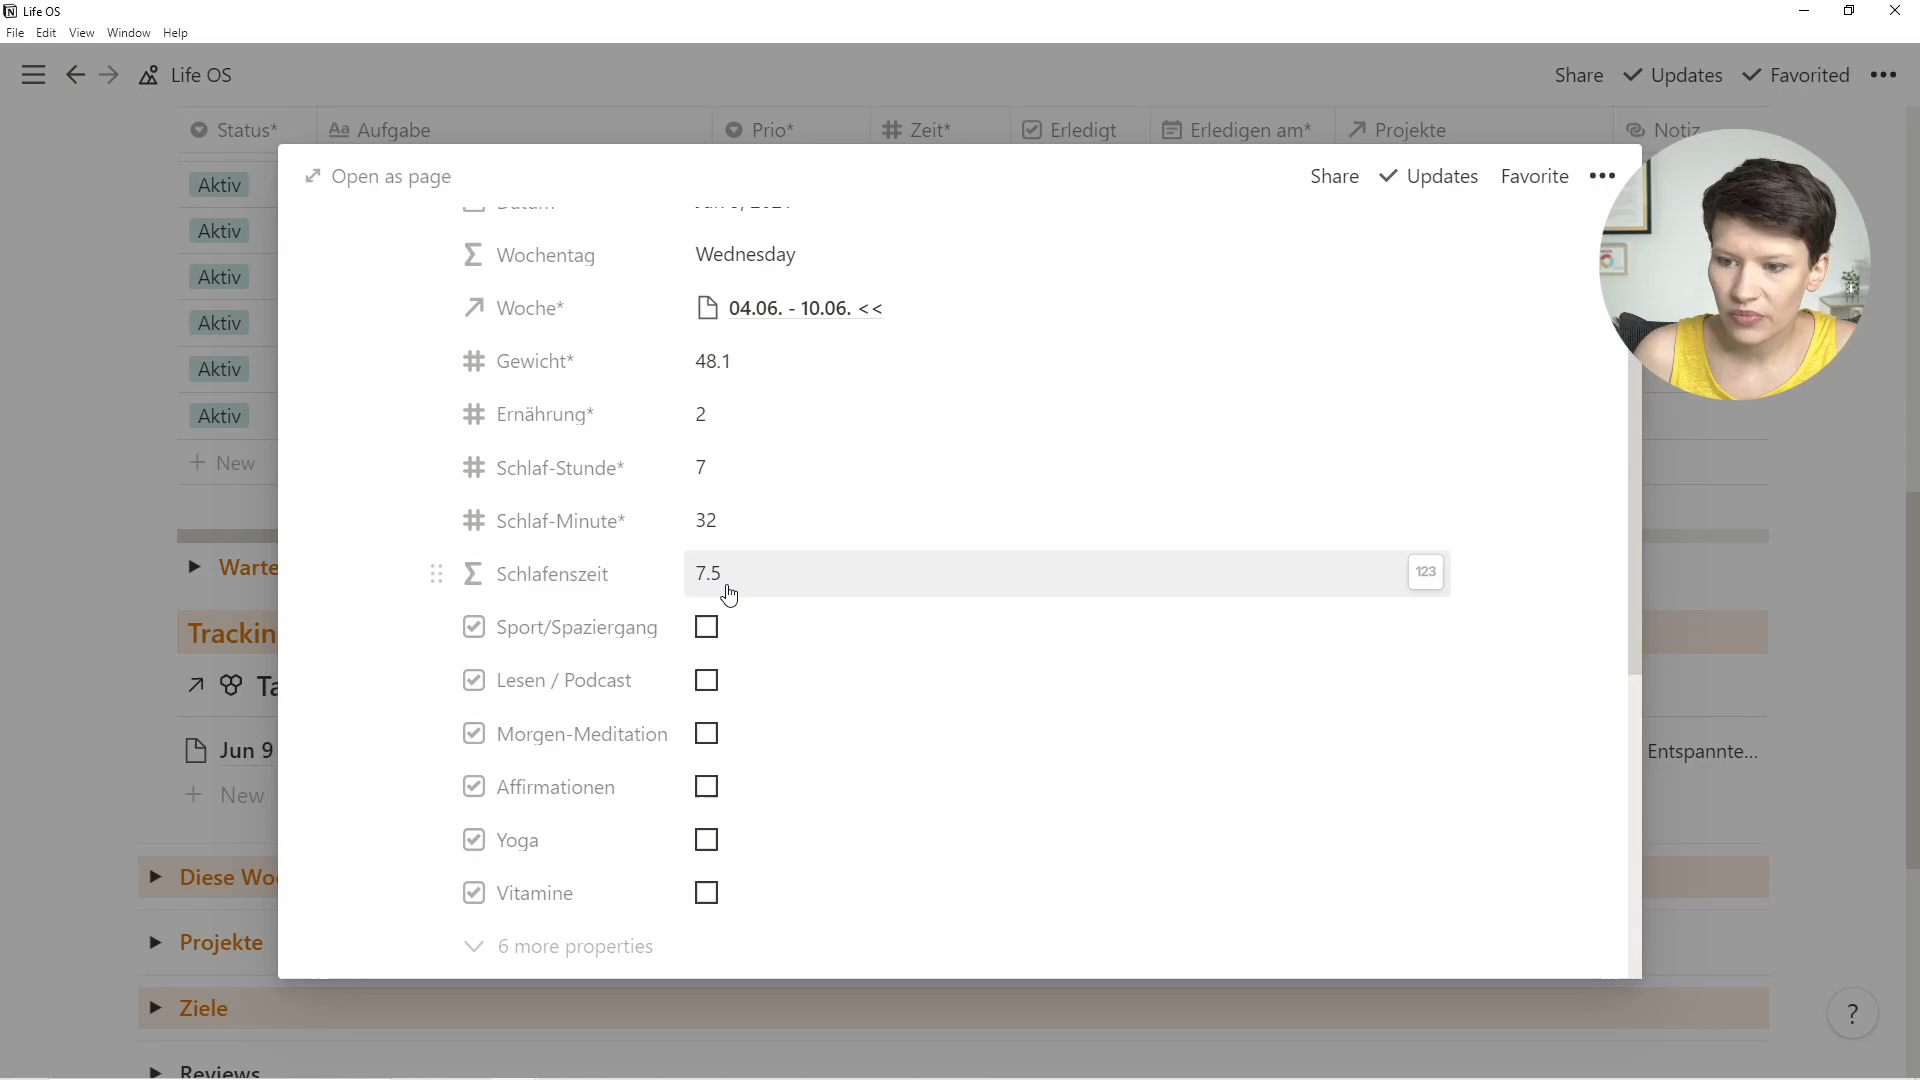 Life OS
File Edit View Window Help
Life OS
Share Updates Favorited
Status* Aa Aufgabe Prio* Zeit* Erledigt Erledigen am* Projekte Notiz
Open as page
Share Updates Favorite
Aktiv
Aktiv
Aktiv
Aktiv
Aktiv
Aktiv
+ New
Wochentag Wednesday
Woche* 04.06. - 10.06. <<
Gewicht* 48.1
Ernährung* 2
Schlaf-Stunde* 7
Schlaf-Minute* 32
Schlafenszeit 7.5 123
Sport/Spaziergang
Lesen / Podcast
Morgen-Meditation
Affirmationen
Yoga
Vitamine
6 more properties
Warte
Trackin
Ta
Jun 9 Entspannte...
+ New
Diese Wo
Projekte
Ziele
Reviews
?